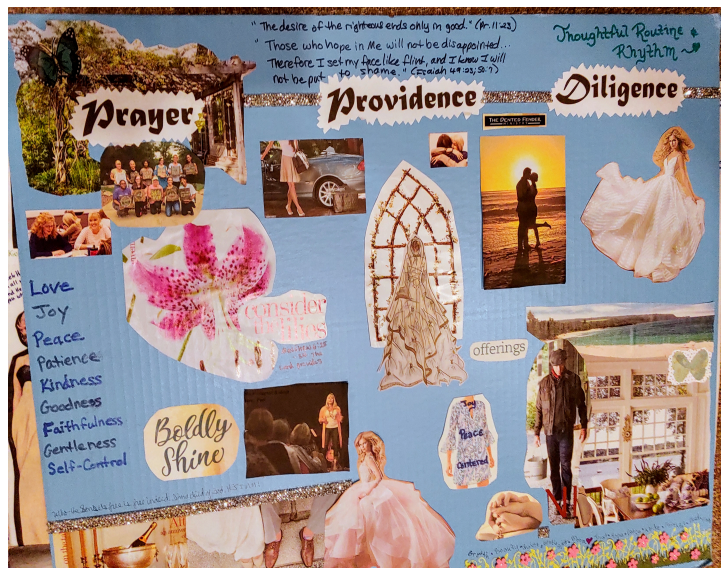 "The desire of the righteous ends only in good." (Pr. 11:23)
"Those who hope in Me will not be disappointed...
Therefore I set my face like flint, and I know I will
not be put to shame." (Isaiah 49:23, 50:7)
Thoughtful Routine &
Rhythm
Prayer
Providence
Diligence
THE DEXTER FENDER
consider
the lilies
offerings
Love
Joy
Peace
Patience
Kindness
Goodness
Faithfulness
Gentleness
Self-Control
Boldly
Shine
Joy
Peace
Centered